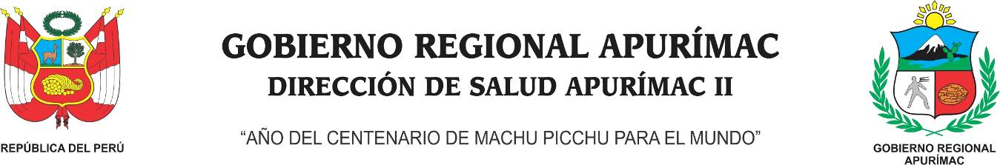 GOBIERNO REGIONAL APURÍMAC
DIRECCIÓN DE SALUD APURÍMAC II
“AÑO DEL CENTENARIO DE MACHU PICCHU PARA EL MUNDO”
REPÚBLICA DEL PERÚ
GOBIERNO REGIONAL
APURÍMAC